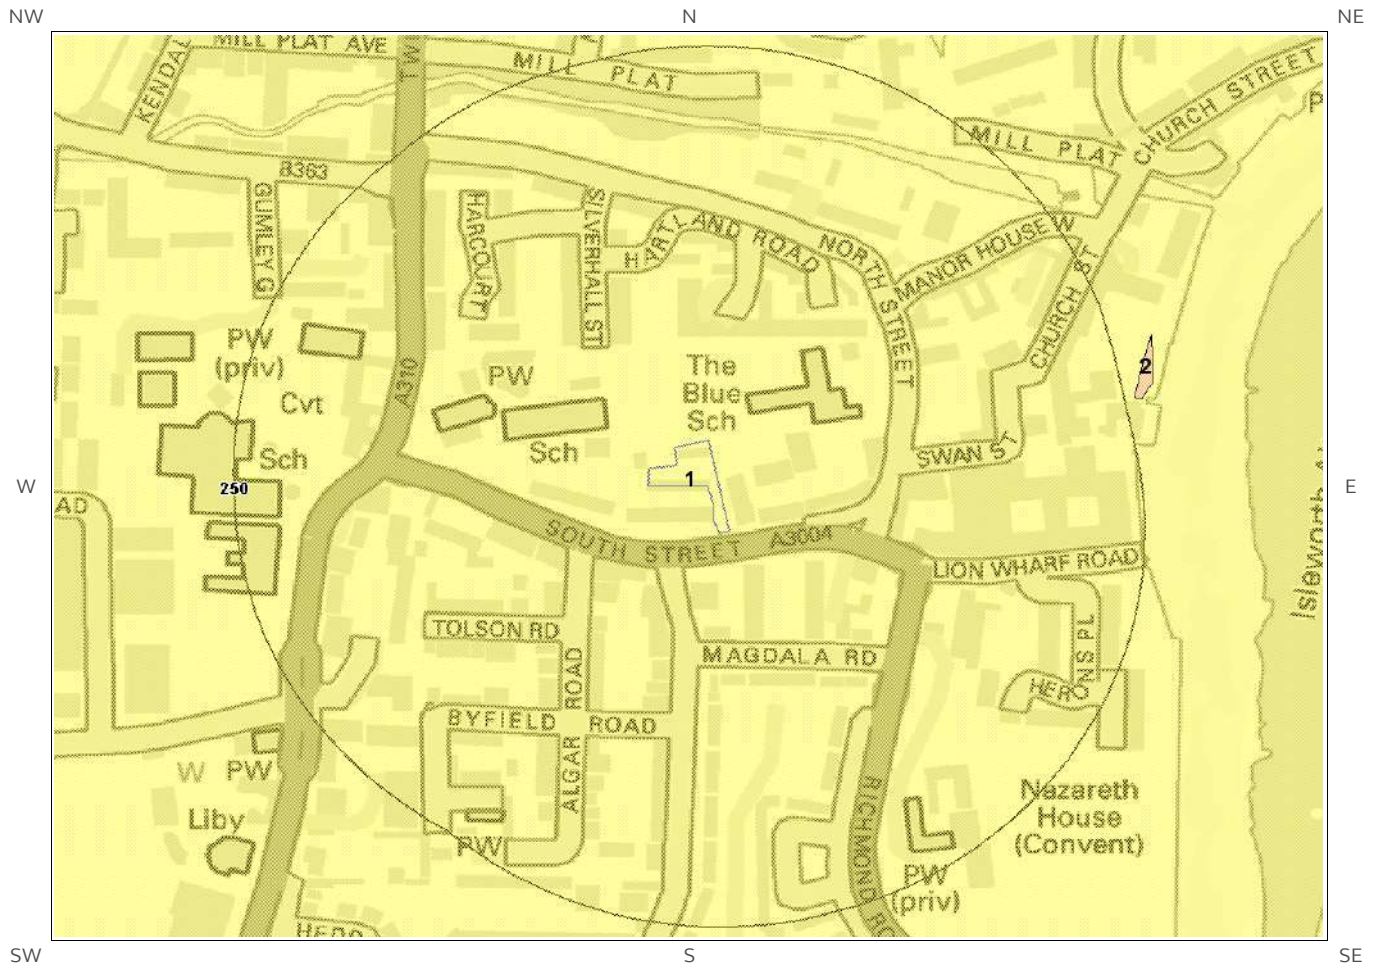 NW
N
NE
MILL PLAT AVE
KENDAL
TWI
MILL PLAT
CHURCH STREET
P
MILL PLAT
B363
GUMLEY G
HARCOURT
SILVERHALL ST
HARTLAND ROAD
NORTH STREET
MANOR HOUSE W
CHURCH ST
PW
(priv)
Cvt
A310
PW
Sch
The
Blue
Sch
2
Sch
SWAN ST
W
250
1
E
AD
SOUTH STREET
A3004
LION WHARF ROAD
Isleworth A
TOLSON RD
MAGDALA RD
HERONS PL
ALGAR ROAD
BYFIELD ROAD
W
PW
Liby
PW
RICHMOND RO
Nazareth
House
(Convent)
PW
(priv)
SW
S
SE